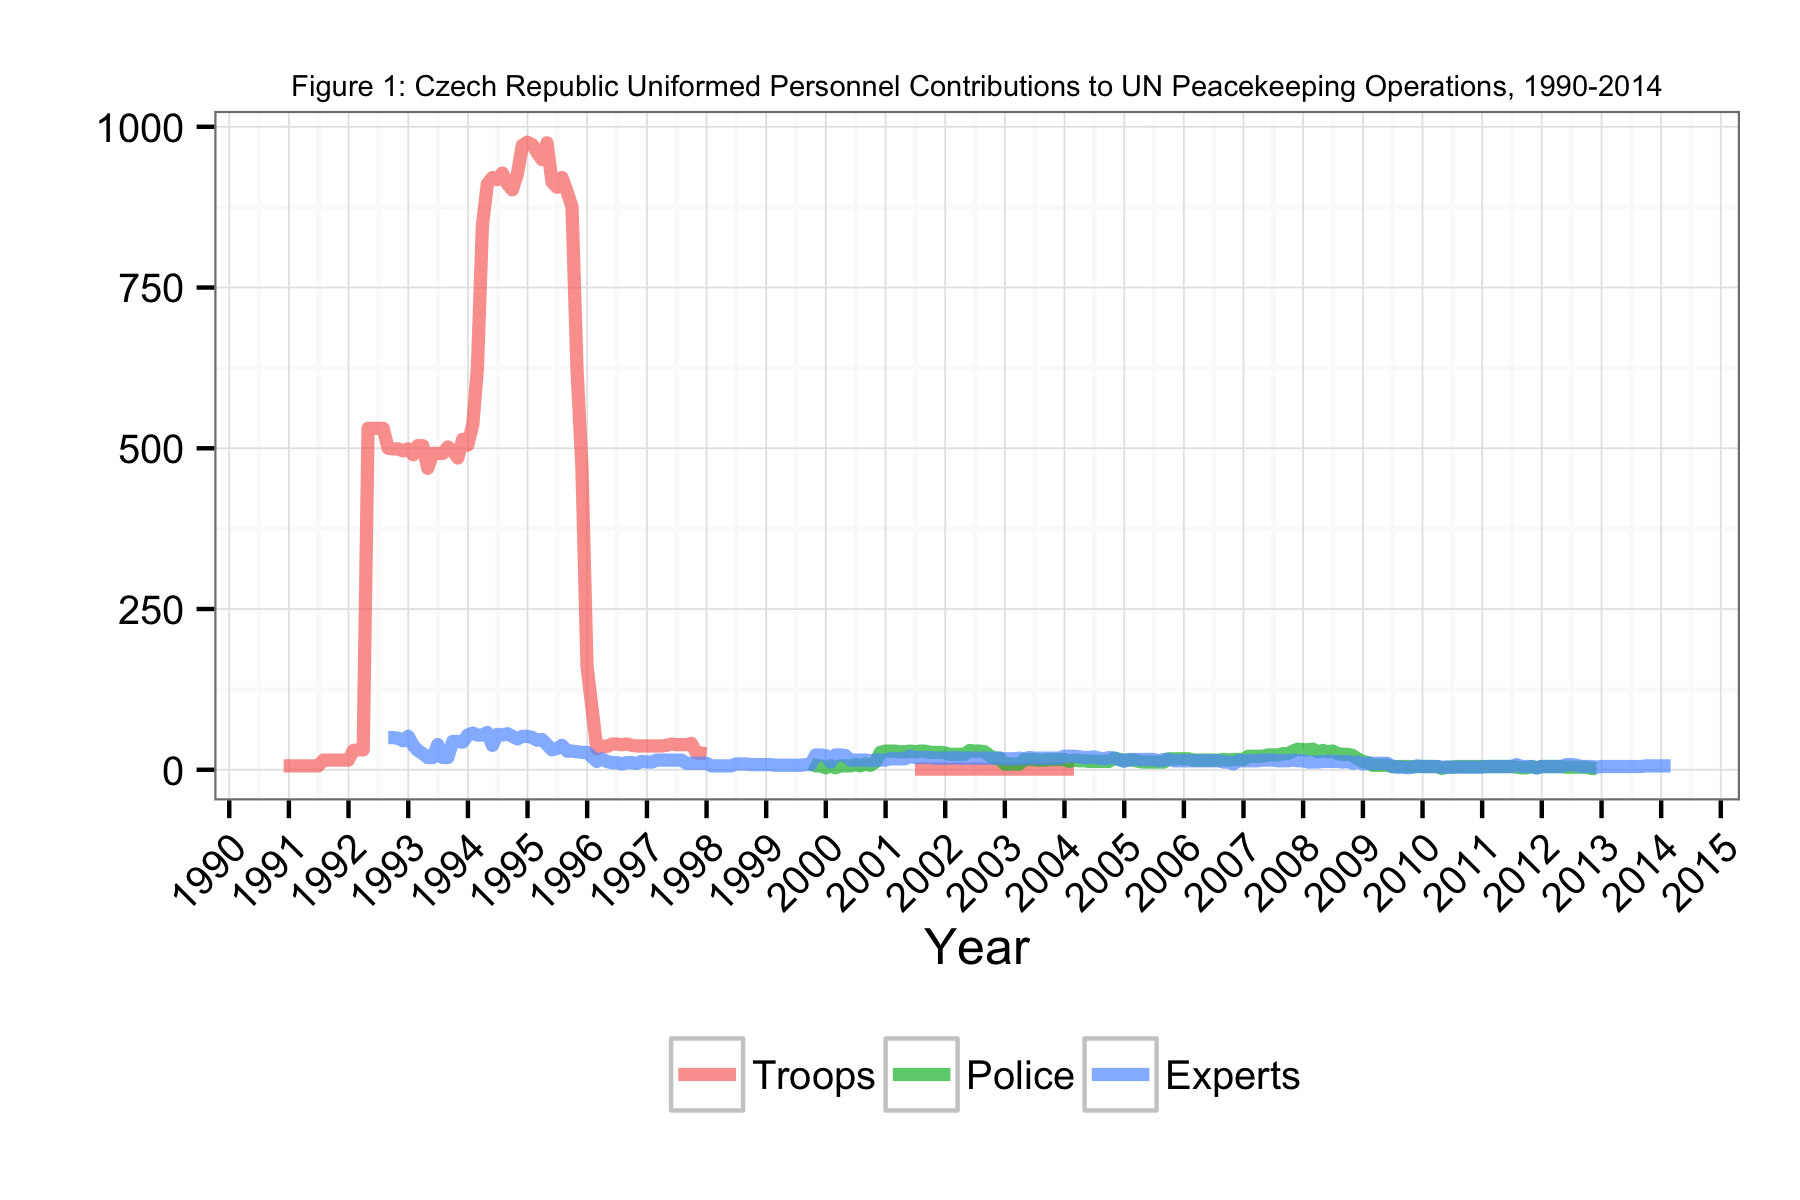 Figure 1: Czech Republic Uniformed Personnel Contributions to UN Peacekeeping Operations, 1990-2014
1000
750
500
250
0
1990 1991 1992 1993 1994 1995 1996 1997 1998 1999 2000 2001 2002 2003 2004 2005 2006 2007 2008 2009 2010 2011 2012 2013 2014 2015
Year
Troops Police Experts